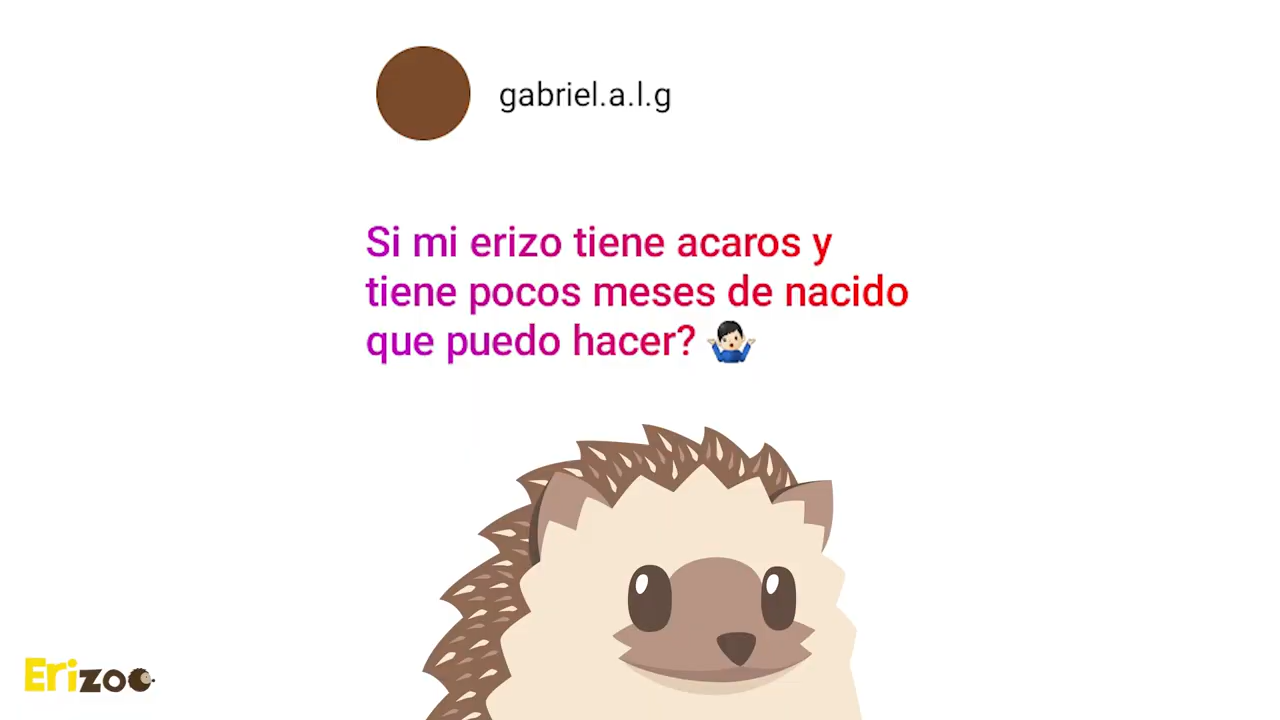 gabriel.a.l.g
Si mi erizo tiene acaros y
tiene pocos meses de nacido
que puedo hacer? 🤷🏻‍♂️
Erizoo